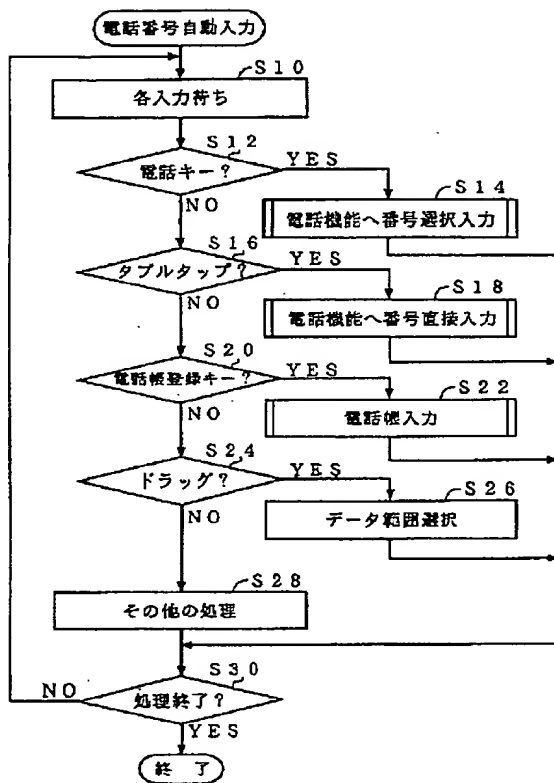 電話番号自動入力
S10
各入力待ち
S12
電話キー?
YES
NO
S14
電話機能へ番号選択入力
S16
タブルタップ?
YES
NO
S18
電話機能へ番号直接入力
S20
電話帳登録キー?
YES
NO
S22
電話帳入力
S24
ドラッグ?
YES
NO
S26
データ範囲選択
S28
その他の処理
S30
処理終了?
NO
YES
終了